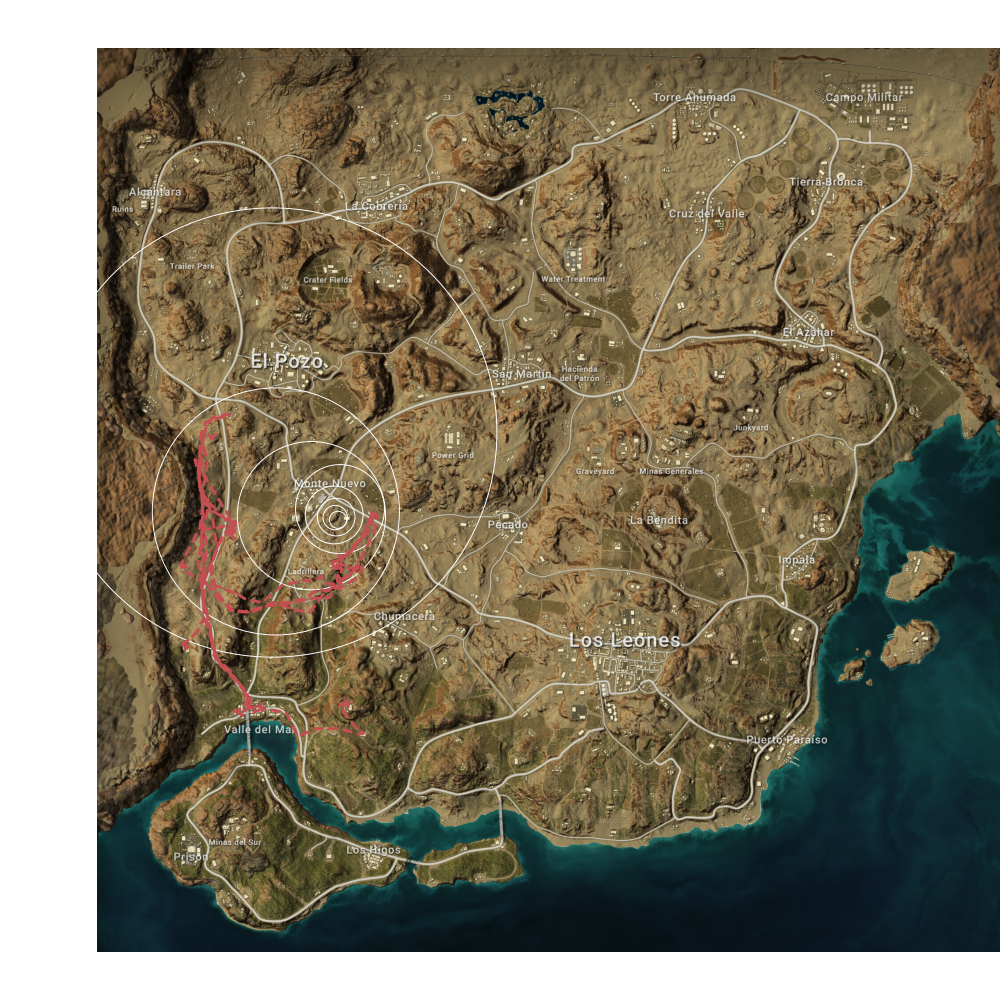 Torre Ahumada
Campo Militar
Alcantara
Ruins
La Cobreria
Tierra Bronca
Cruz del Valle
Trailer Park
Crater Fields
Water Treatment
El Pozo
San Martin
Hacienda
del Patrón
El Azahar
Junkyard
Power Grid
Graveyard
Minas Generales
Monte Nuevo
Pecado
La Bendita
Ladrillera
Impala
Chumacera
Los Leones
Valle del Mar
Puerto Paraiso
Minas del Sur
Prison
Los Higos